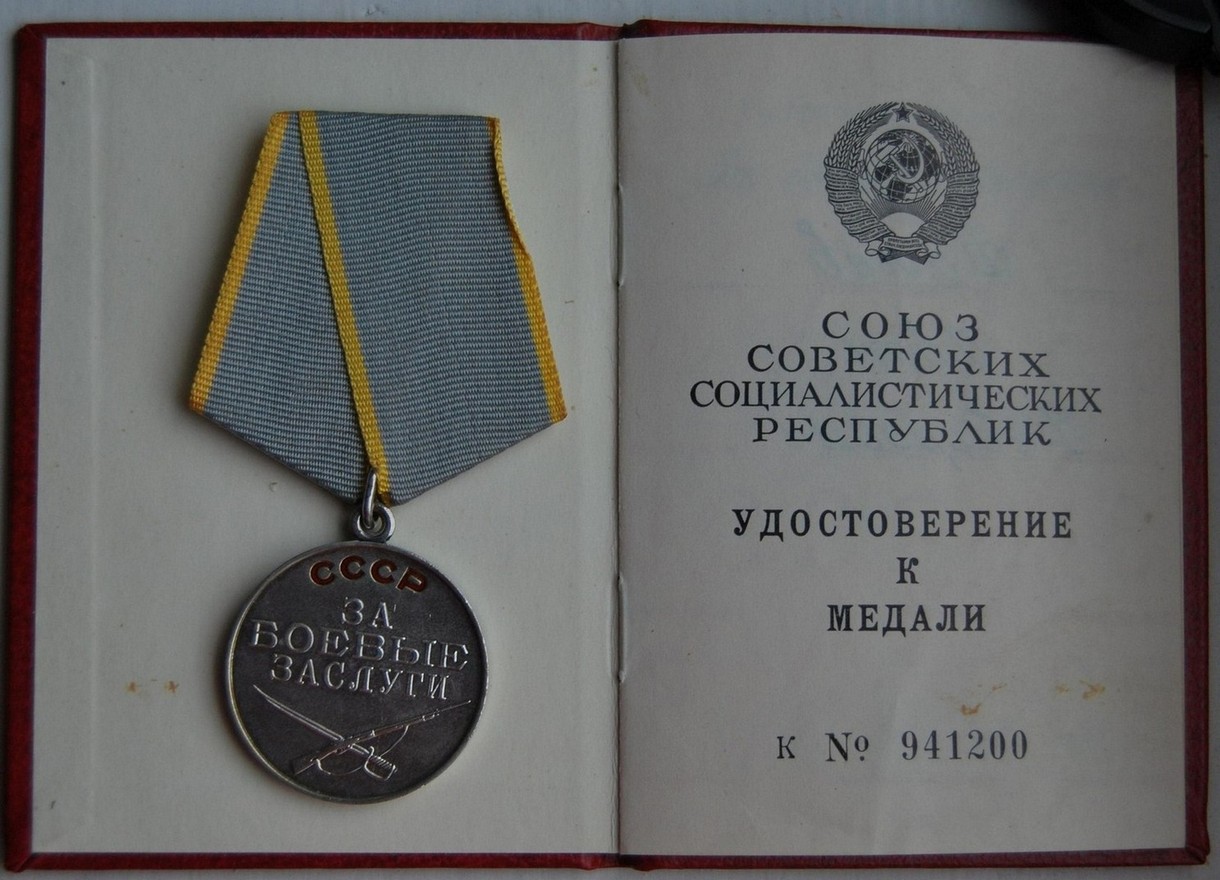 СССР
ЗА
БОЕВЫЕ
ЗАСЛУГИ
СОЮЗ
СОВЕТСКИХ
СОЦИАЛИСТИЧЕСКИХ
РЕСПУБЛИК
УДОСТОВЕРЕНИЕ
К
МЕДАЛИ
К № 941200